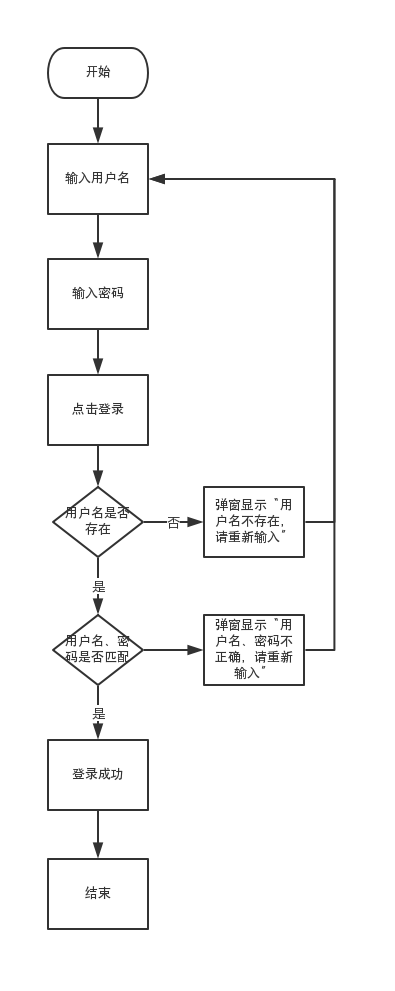 开始
输入用户名
输入密码
点击登录
用户名是否
存在
否
弹窗显示“用
户名不存在，
请重新输入”
是
用户名、密
码是否匹配
弹窗显示“用
户名、密码不
正确，请重新
输入”
是
登录成功
结束